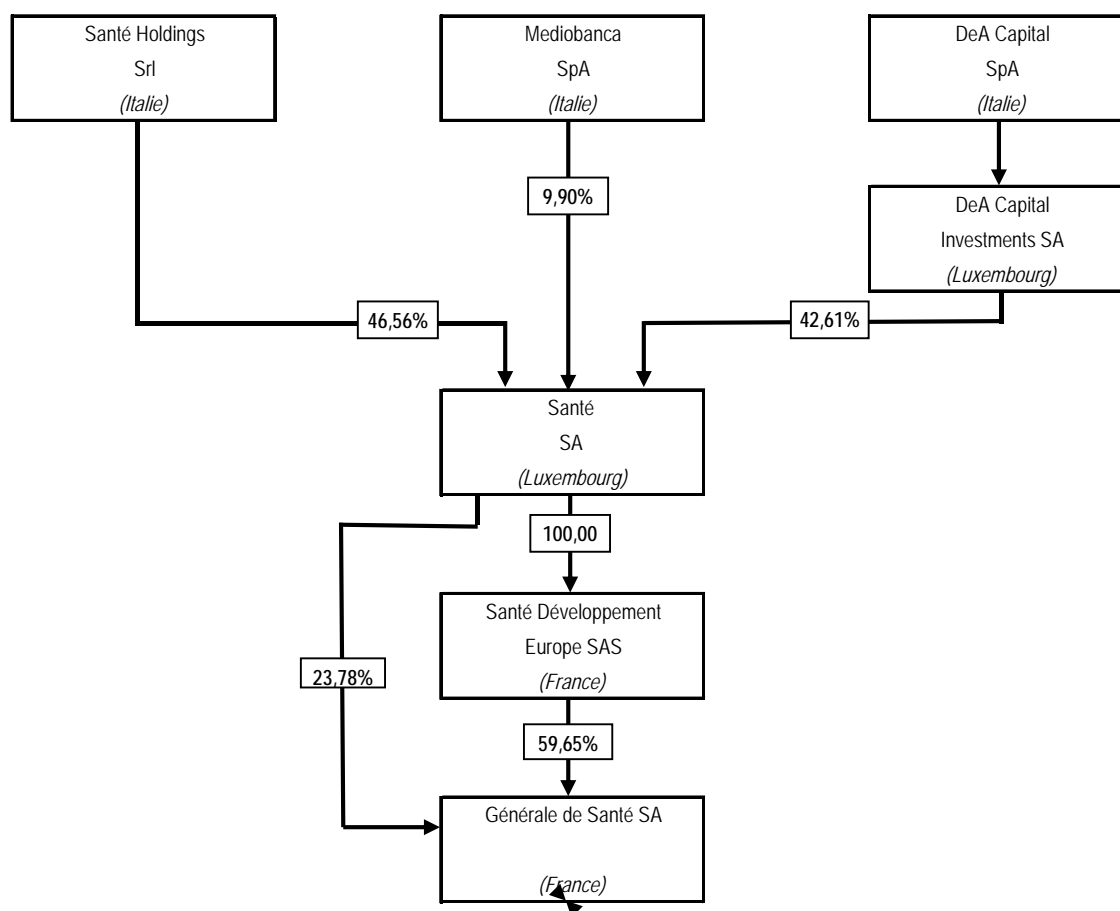 Santé Holdings
Srl
(Italie)
Mediobanca
SpA
(Italie)
DeA Capital
SpA
(Italie)
9,90%
DeA Capital
Investments SA
(Luxembourg)
46,56%
42,61%
Santé
SA
(Luxembourg)
100,00
Santé Développement
Europe SAS
(France)
23,78%
59,65%
Générale de Santé SA
(France)